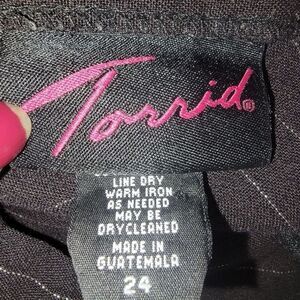 Torrid®
LINE DRY
WARM IRON
AS NEEDED
MAY BE
DRYCLEANED
MADE IN
GUATEMALA
24